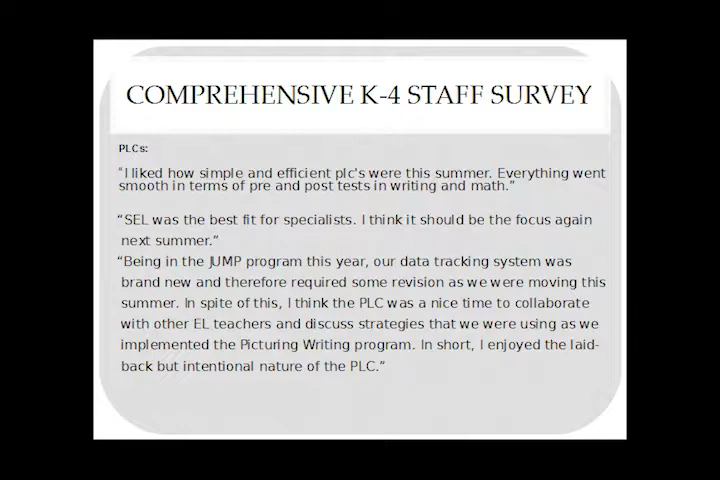 COMPREHENSIVE K-4 STAFF SURVEY
PLCs:
“I liked how simple and efficient plc's were this summer. Everything went
smooth in terms of pre and post tests in writing and math.”
“SEL was the best fit for specialists. I think it should be the focus again
next summer.”
“Being in the JUMP program this year, our data tracking system was
brand new and therefore required some revision as we were moving this
summer. In spite of this, I think the PLC was a nice time to collaborate
with other EL teachers and discuss strategies that we were using as we
implemented the Picturing Writing program. In short, I enjoyed the laid-
back but intentional nature of the PLC.”